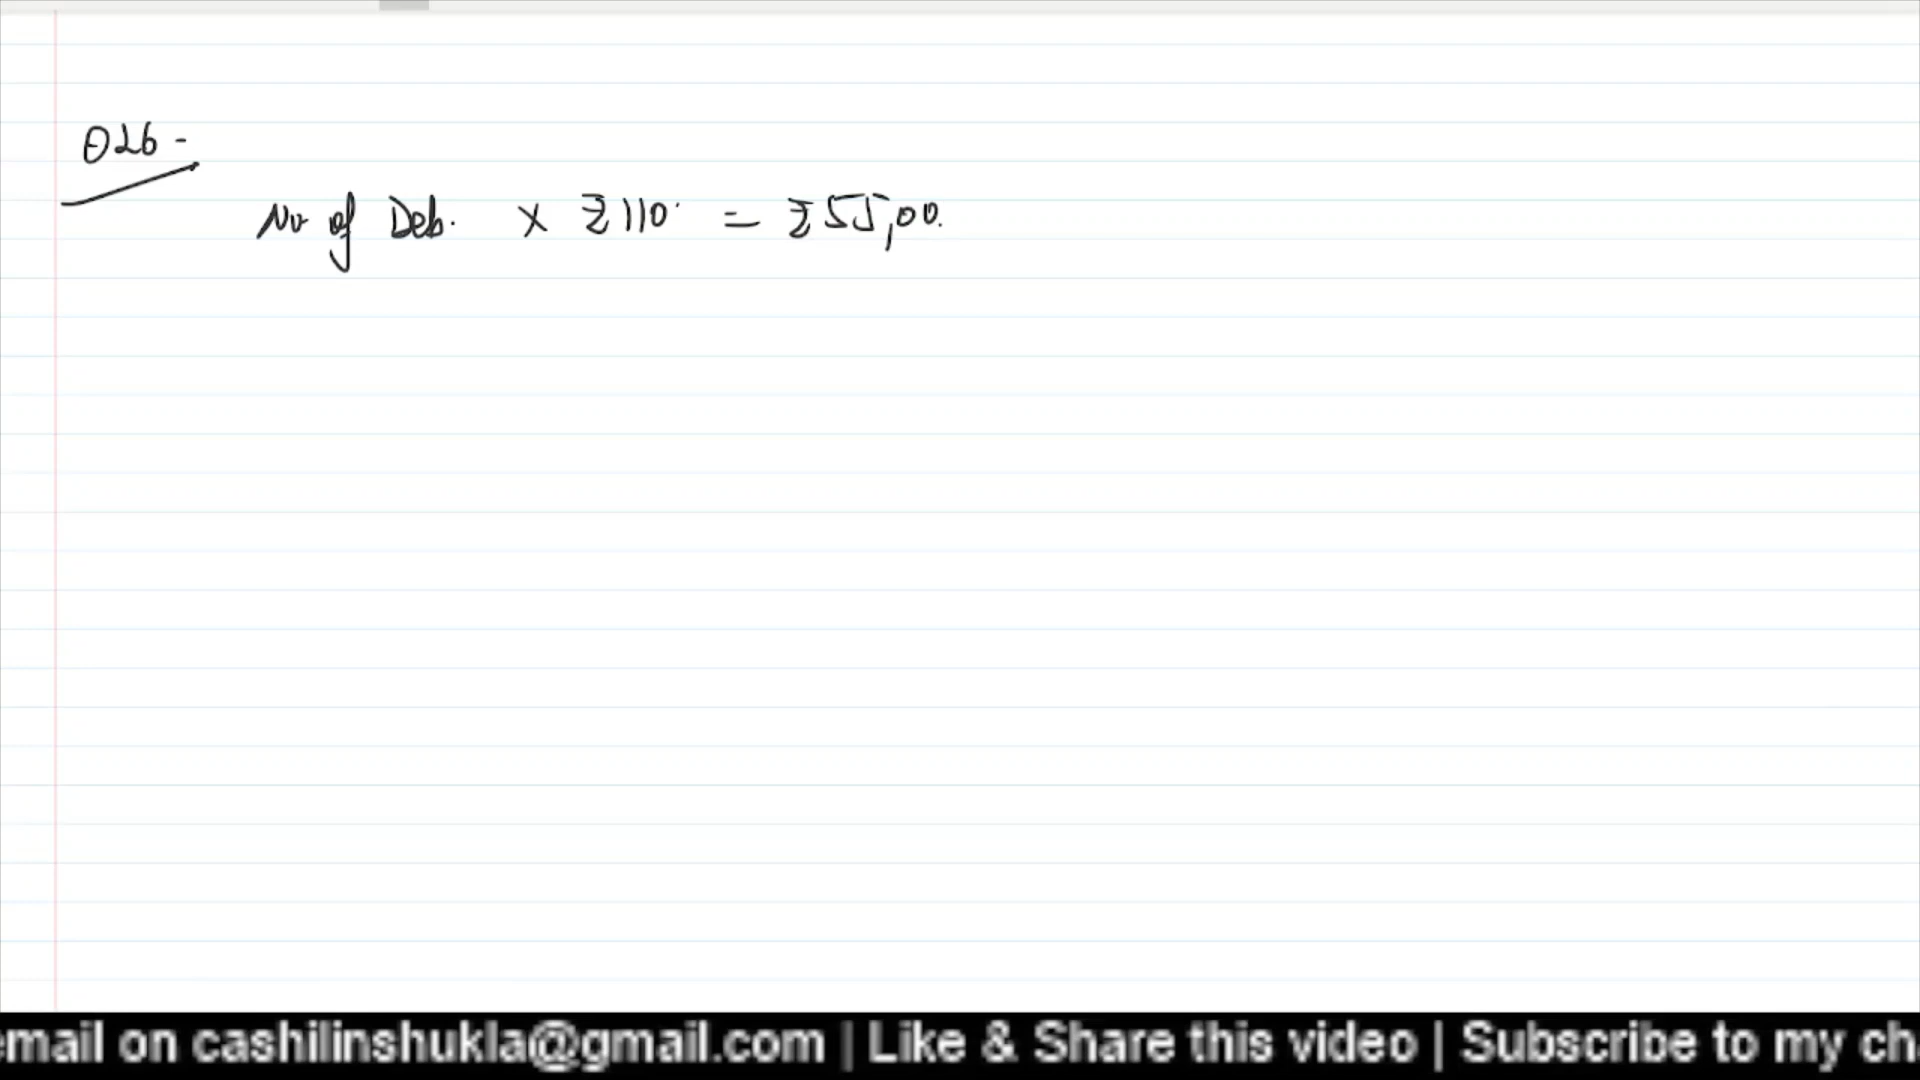 Q26 -
No of Deb. × ₹110 = ₹55,00
email on cashilinshukla@gmail.com | Like & Share this video | Subscribe to my cha